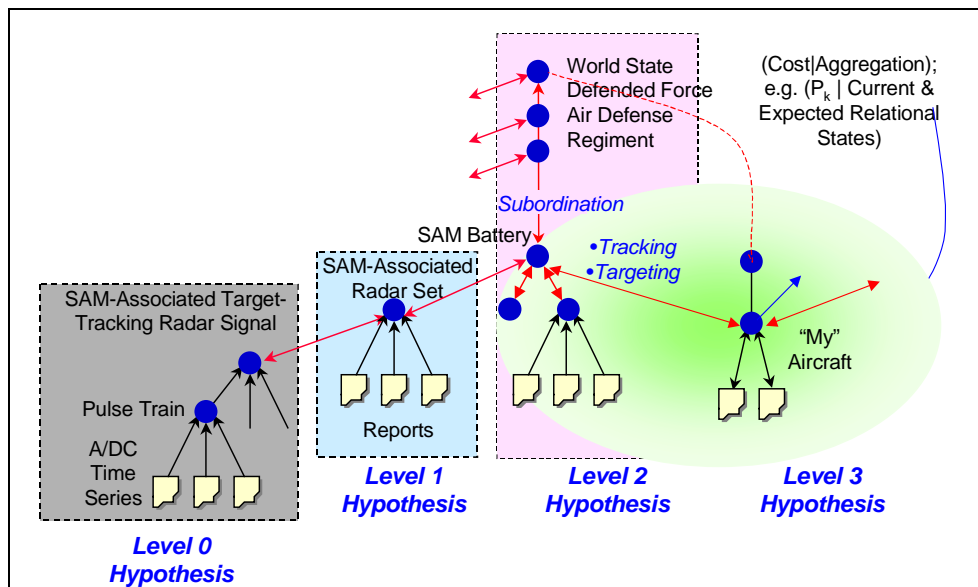 World State
Defended Force
Air Defense
Regiment
(Cost|Aggregation);
e.g. (Pk | Current &
Expected Relational
States)
Subordination
SAM Battery
•Tracking
•Targeting
SAM-Associated
Radar Set
SAM-Associated Target-
Tracking Radar Signal
"My"
Aircraft
Pulse Train
Reports
A/DC
Time
Series
Level 0
Hypothesis
Level 1
Hypothesis
Level 2
Hypothesis
Level 3
Hypothesis